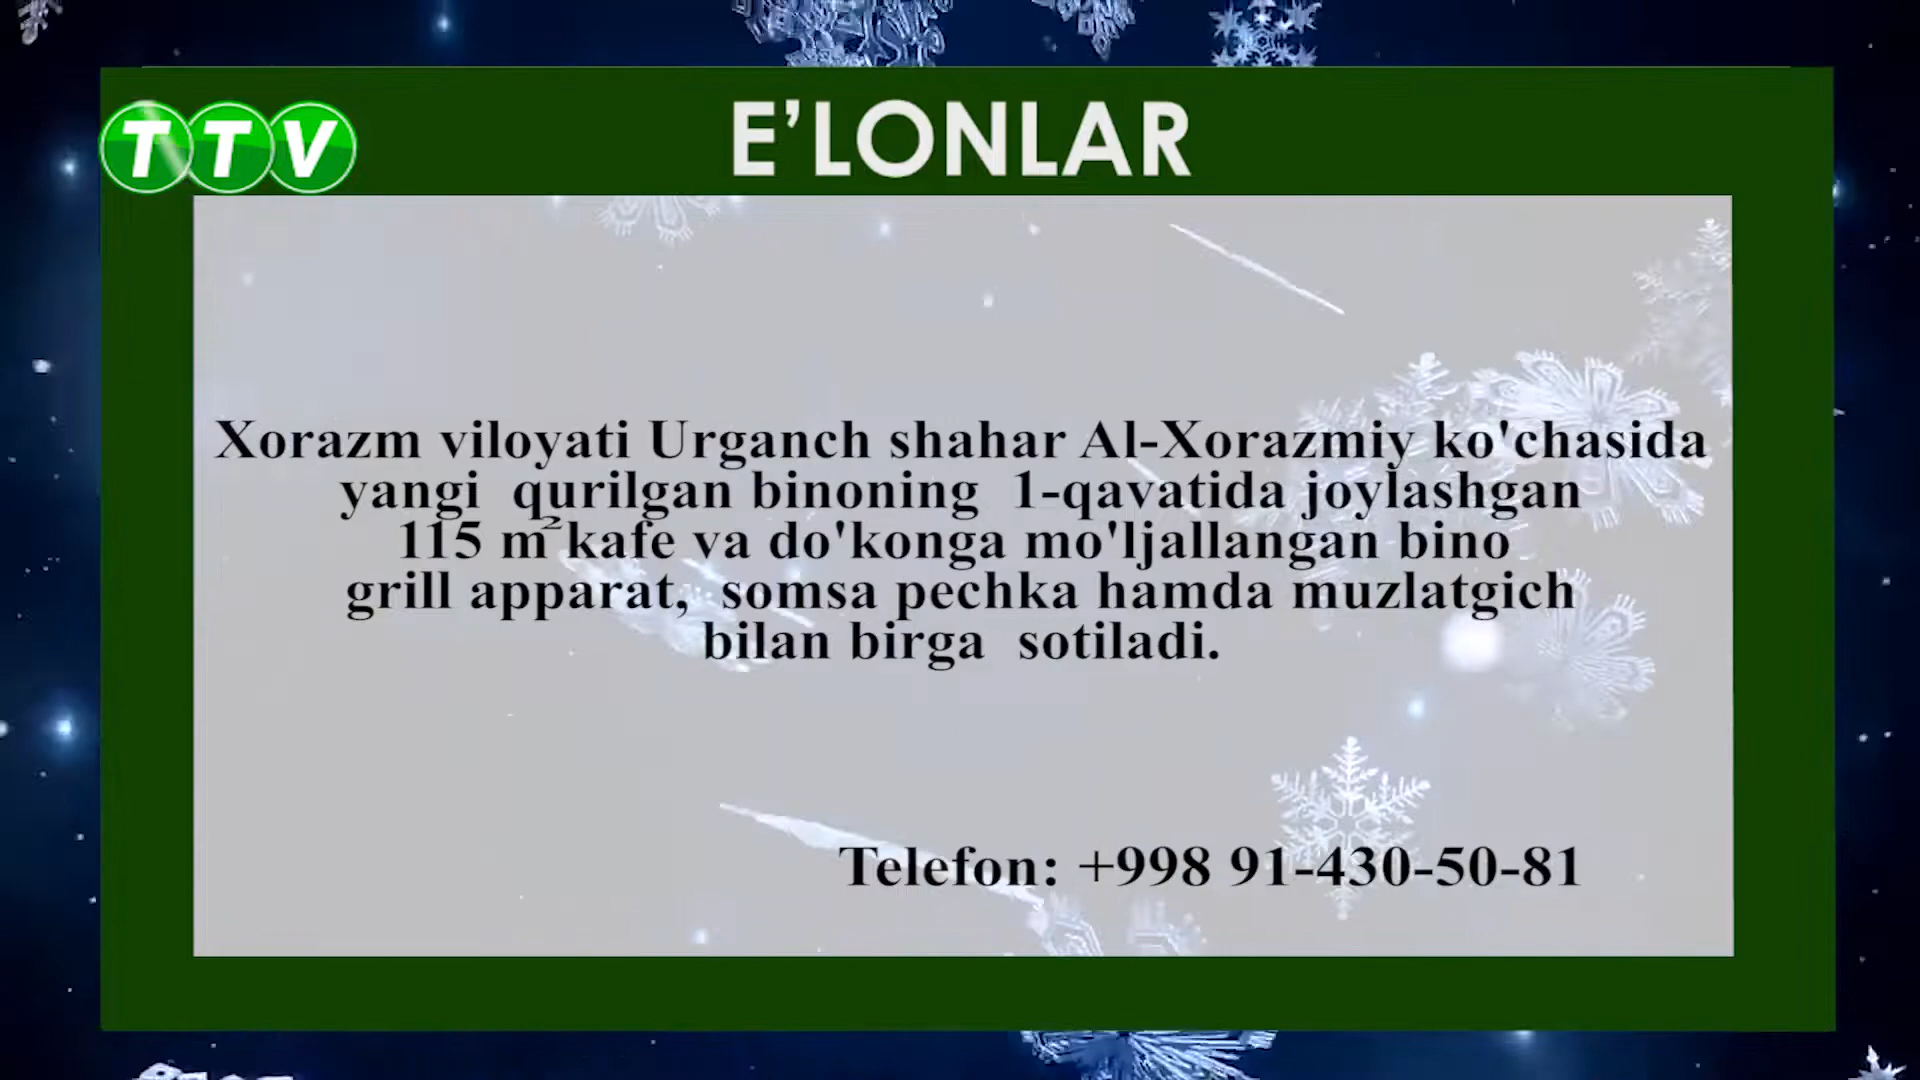 TTV
E’LONLAR
Xorazm viloyati Urganch shahar Al-Xorazmiy ko'chasida
yangi qurilgan binoning 1-qavatida joylashgan
115 m² kafe va do'konga mo'ljallangan bino
grill apparat, somsa pechka hamda muzlatgich
bilan birga sotiladi.
Telefon: +998 91-430-50-81